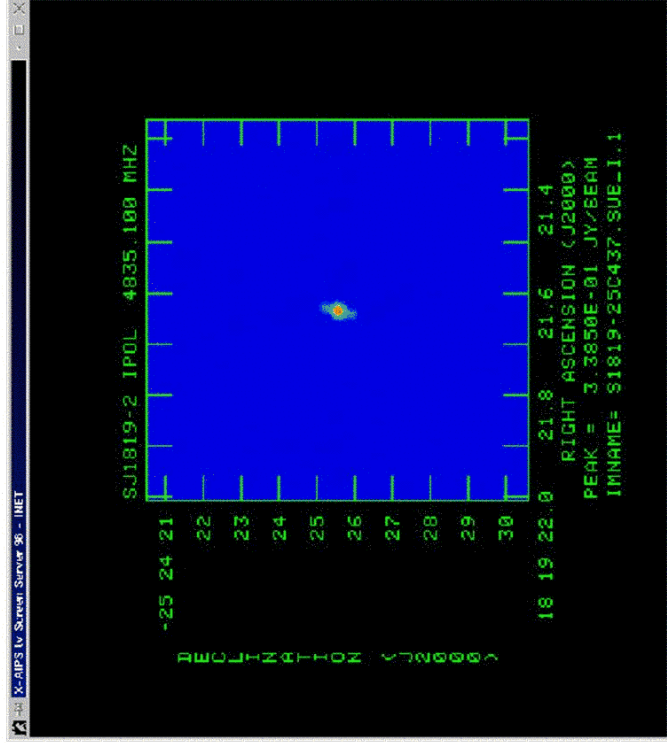 X-AIPS tv Screen Server 98 - INET
SJ1819-2 IPOL 4835.100 MHZ
-25 24 21
22
23
24
25
26
27
28
29
30
DECLINATION (J2000)
18 19 22.0 21.8 21.6 21.4
RIGHT ASCENSION (J2000)
PEAK = 3.3850E-01 JY/BEAM
IMNAME= S1819-25C437.SUE_I.1